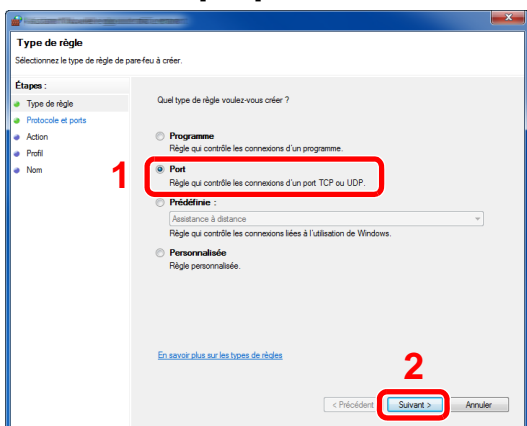 Type de règle
Sélectionnez le type de règle de pare-feu à créer.
Étapes :
Type de règle
Protocole et ports
Action
Profil
Nom
Quel type de règle voulez-vous créer ?
Programme
Règle qui contrôle les connexions d'un programme.
1
Port
Règle qui contrôle les connexions d'un port TCP ou UDP.
Prédéfinie :
Assistance à distance
Règle qui contrôle les connexions liées à l'utilisation de Windows.
Personnalisée
Règle personnalisée.
En savoir plus sur les types de règles
2
< Précédent
Suivant >
Annuler